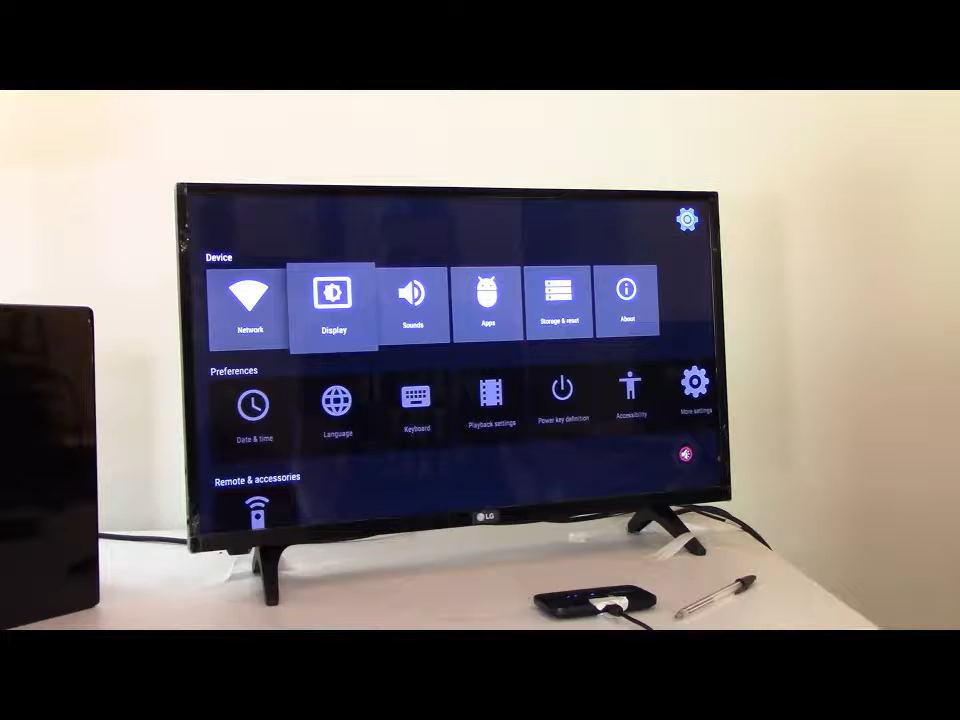 Device
Network Display Sounds Apps Storage & reset About
Preferences
Date & time Language Keyboard Playback settings Power key definition Accessibility More settings
Remote & accessories
LG